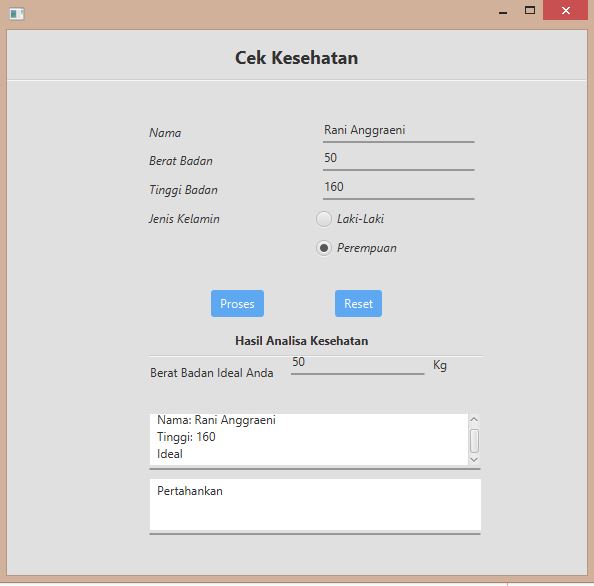 Cek Kesehatan
Nama Rani Anggraeni
Berat Badan 50
Tinggi Badan 160
Jenis Kelamin Laki-Laki
Perempuan
Proses Reset
Hasil Analisa Kesehatan
Berat Badan Ideal Anda 50 Kg
Nama: Rani Anggraeni
Tinggi: 160
Ideal
Pertahankan